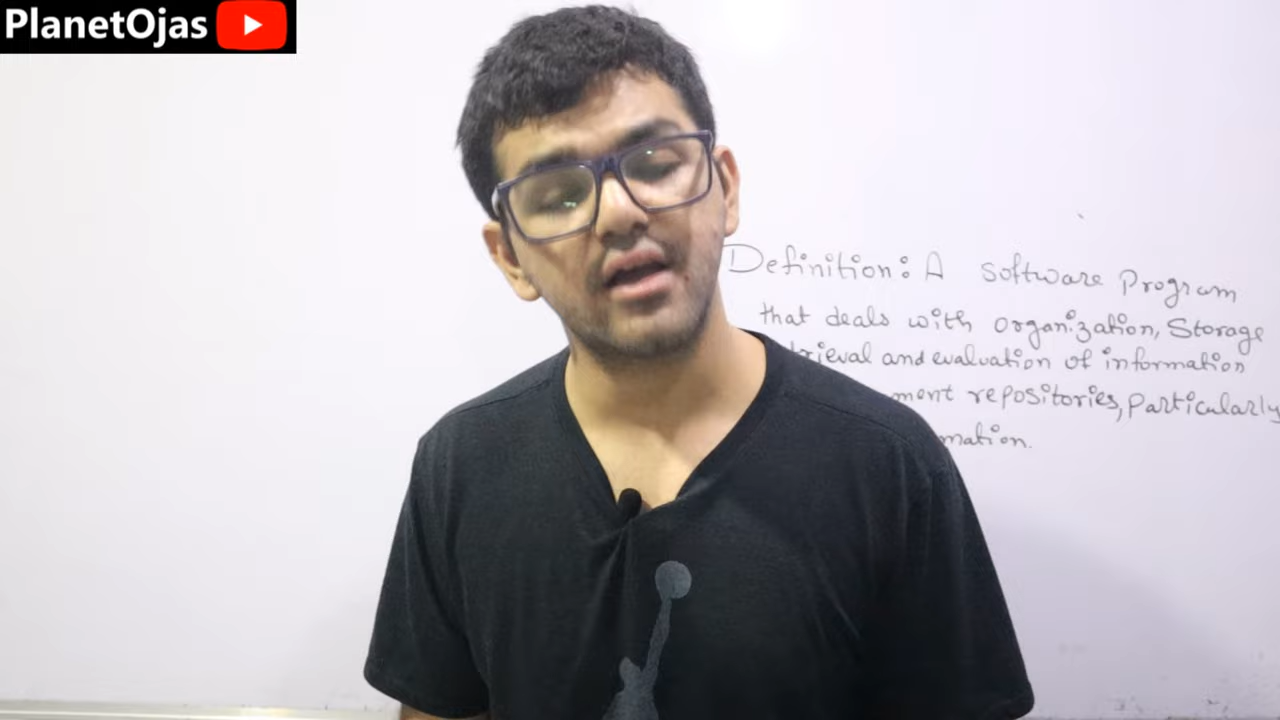 PlanetOjas
Definition: A software Program
that deals with organization, Storage
and evaluation of information
repositories, particularly